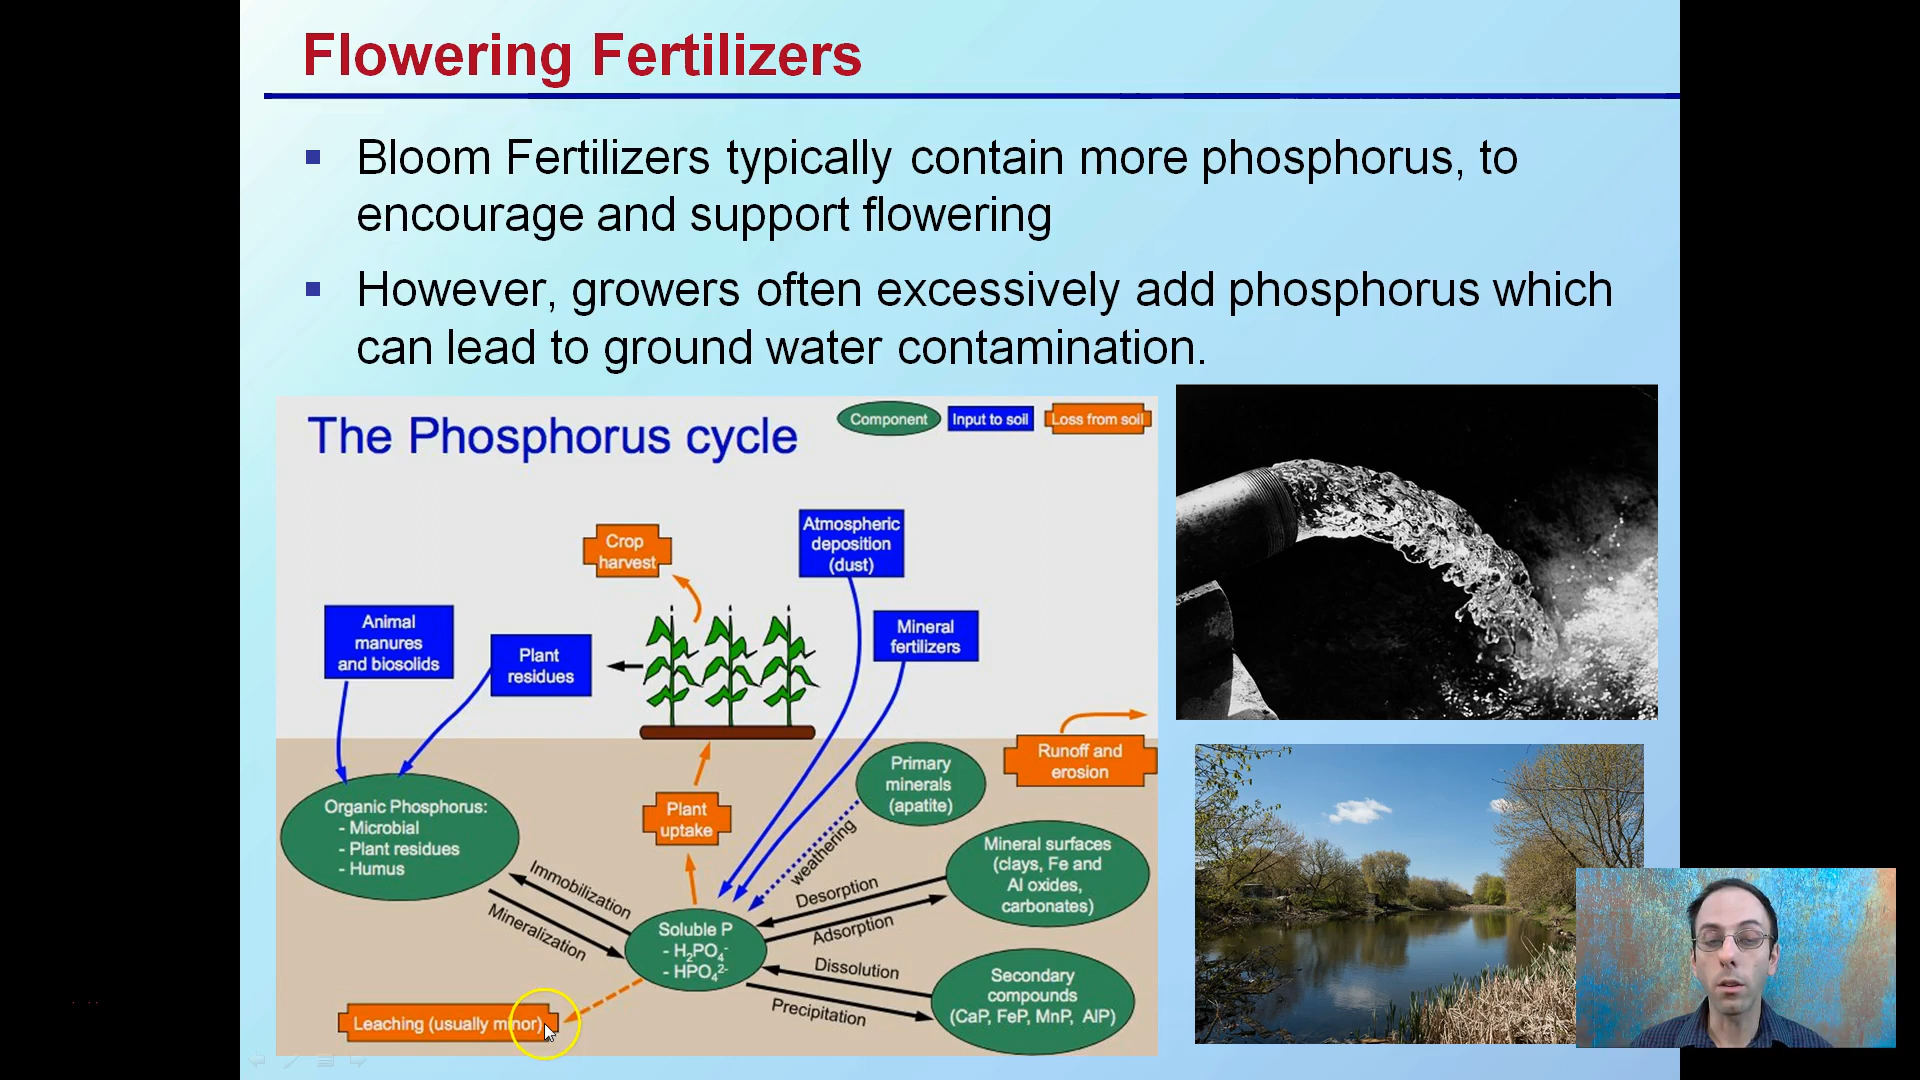 Flowering Fertilizers
▪ Bloom Fertilizers typically contain more phosphorus, to
encourage and support flowering
▪ However, growers often excessively add phosphorus which
can lead to ground water contamination.
The Phosphorus cycle
Component
Input to soil
Loss from soil
Crop
harvest
Atmospheric
deposition
(dust)
Animal
manures
and biosolids
Plant
residues
Mineral
fertilizers
Runoff and
erosion
Primary
minerals
(apatite)
Organic Phosphorus:
- Microbial
- Plant residues
- Humus
Plant
uptake
weathering
Mineral surfaces
(clays, Fe and
Al oxides,
carbonates)
Immobilization
Mineralization
Desorption
Adsorption
Soluble P
- H₂PO₄⁻
- HPO₄²⁻
Dissolution
Precipitation
Secondary
compounds
(CaP, FeP, MnP, AlP)
Leaching (usually minor)